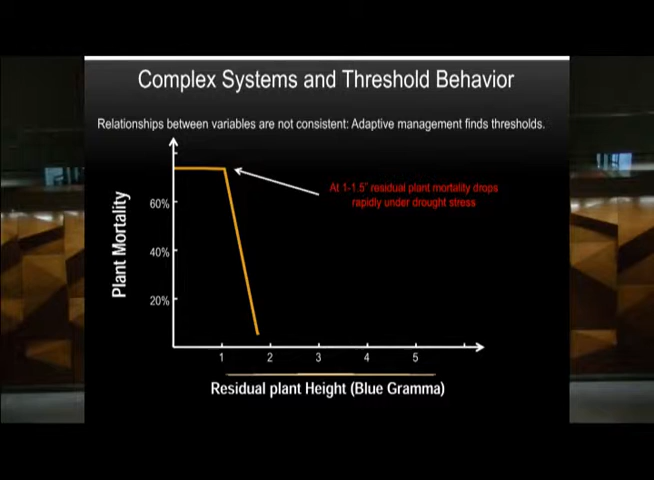 Complex Systems and Threshold Behavior
Relationships between variables are not consistent: Adaptive management finds thresholds.
At 1-1.5" residual plant mortality drops
rapidly under drought stress
Plant Mortality
60%
40%
20%
1 2 3 4 5
Residual plant Height (Blue Gramma)